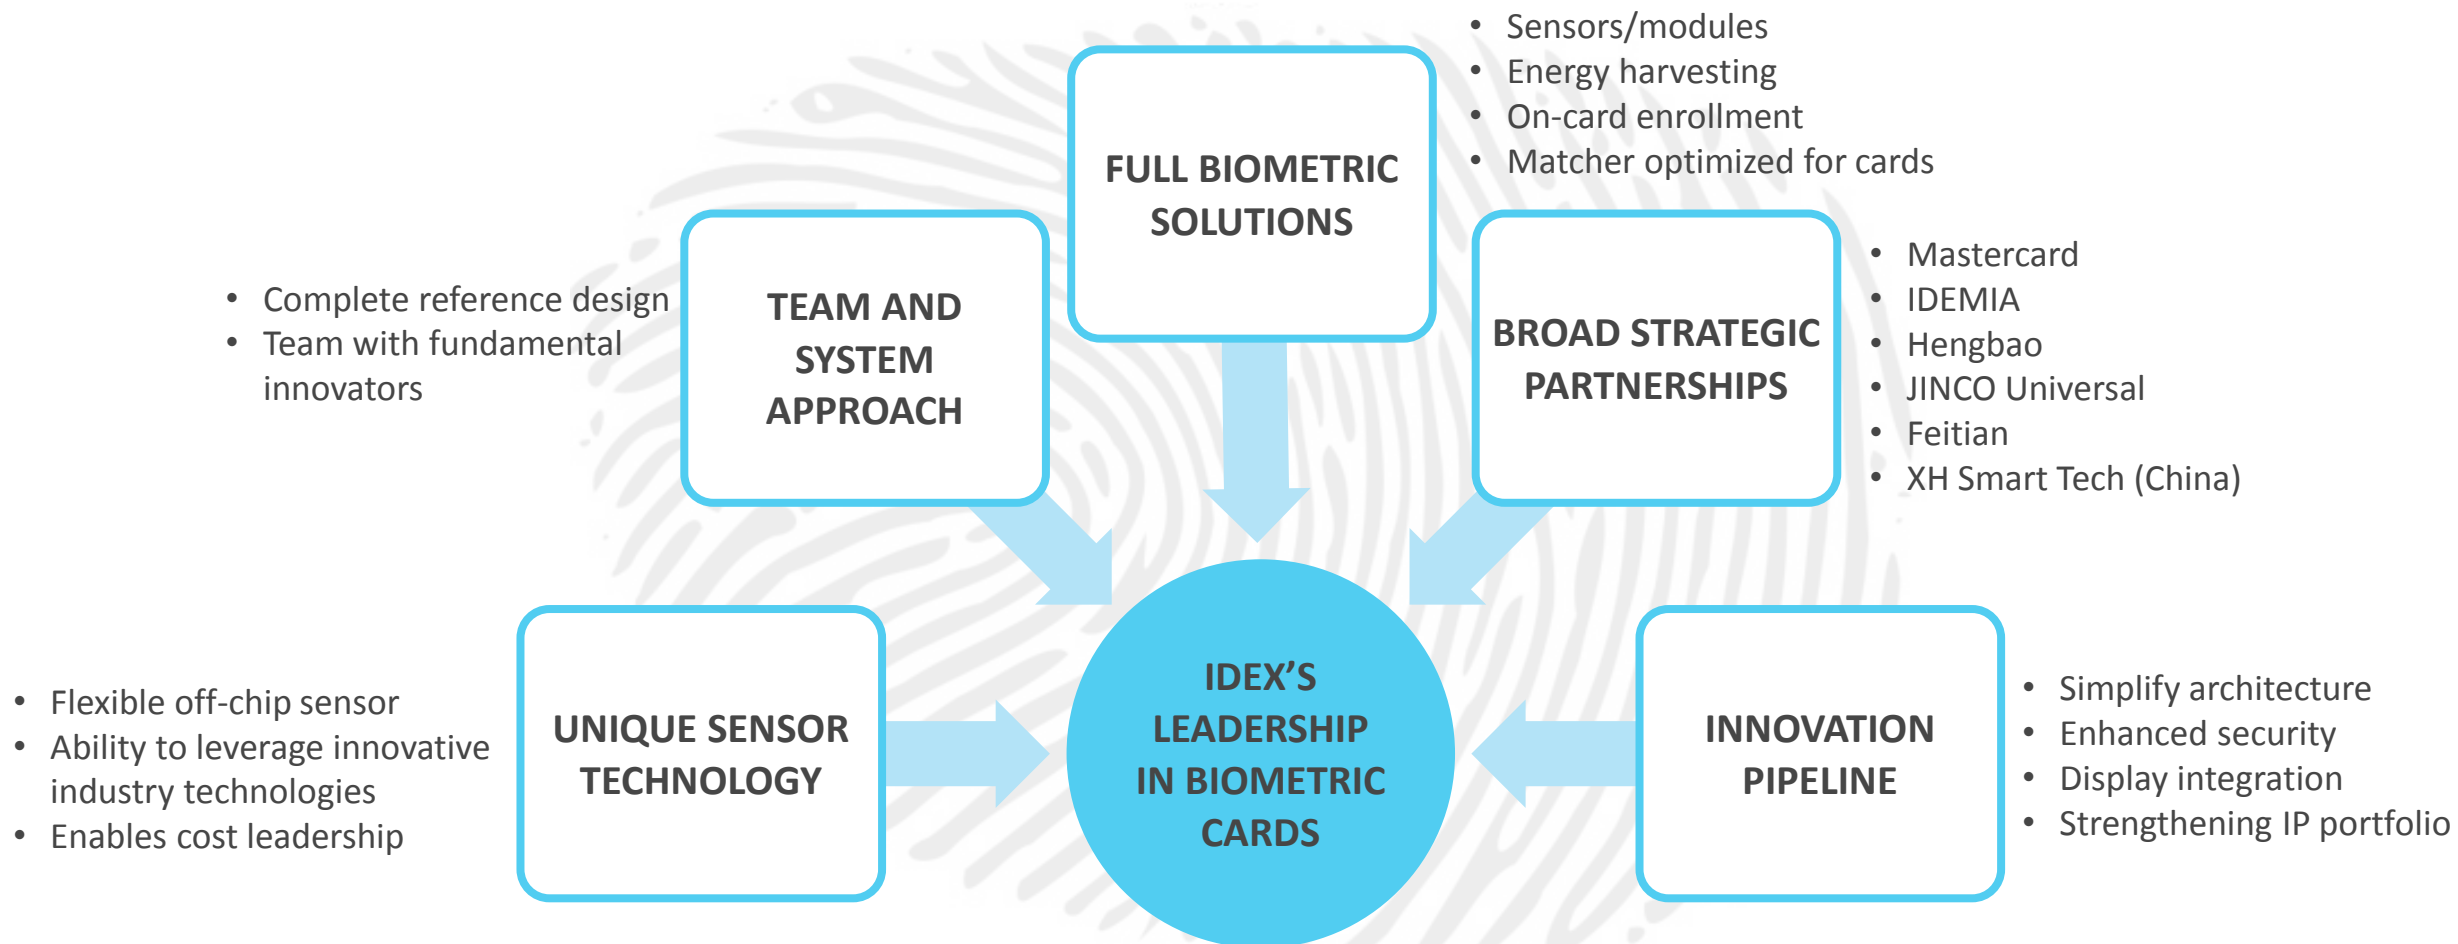 • Sensors/modules
• Energy harvesting
• On-card enrollment
• Matcher optimized for cards
FULL BIOMETRIC
SOLUTIONS
• Complete reference design
• Team with fundamental
innovators
TEAM AND
SYSTEM
APPROACH
BROAD STRATEGIC
PARTNERSHIPS
• Mastercard
• IDEMIA
• Hengbao
• JINCO Universal
• Feitian
• XH Smart Tech (China)
• Flexible off-chip sensor
• Ability to leverage innovative
industry technologies
• Enables cost leadership
UNIQUE SENSOR
TECHNOLOGY
IDEX’S
LEADERSHIP
IN BIOMETRIC
CARDS
INNOVATION
PIPELINE
• Simplify architecture
• Enhanced security
• Display integration
• Strengthening IP portfolio